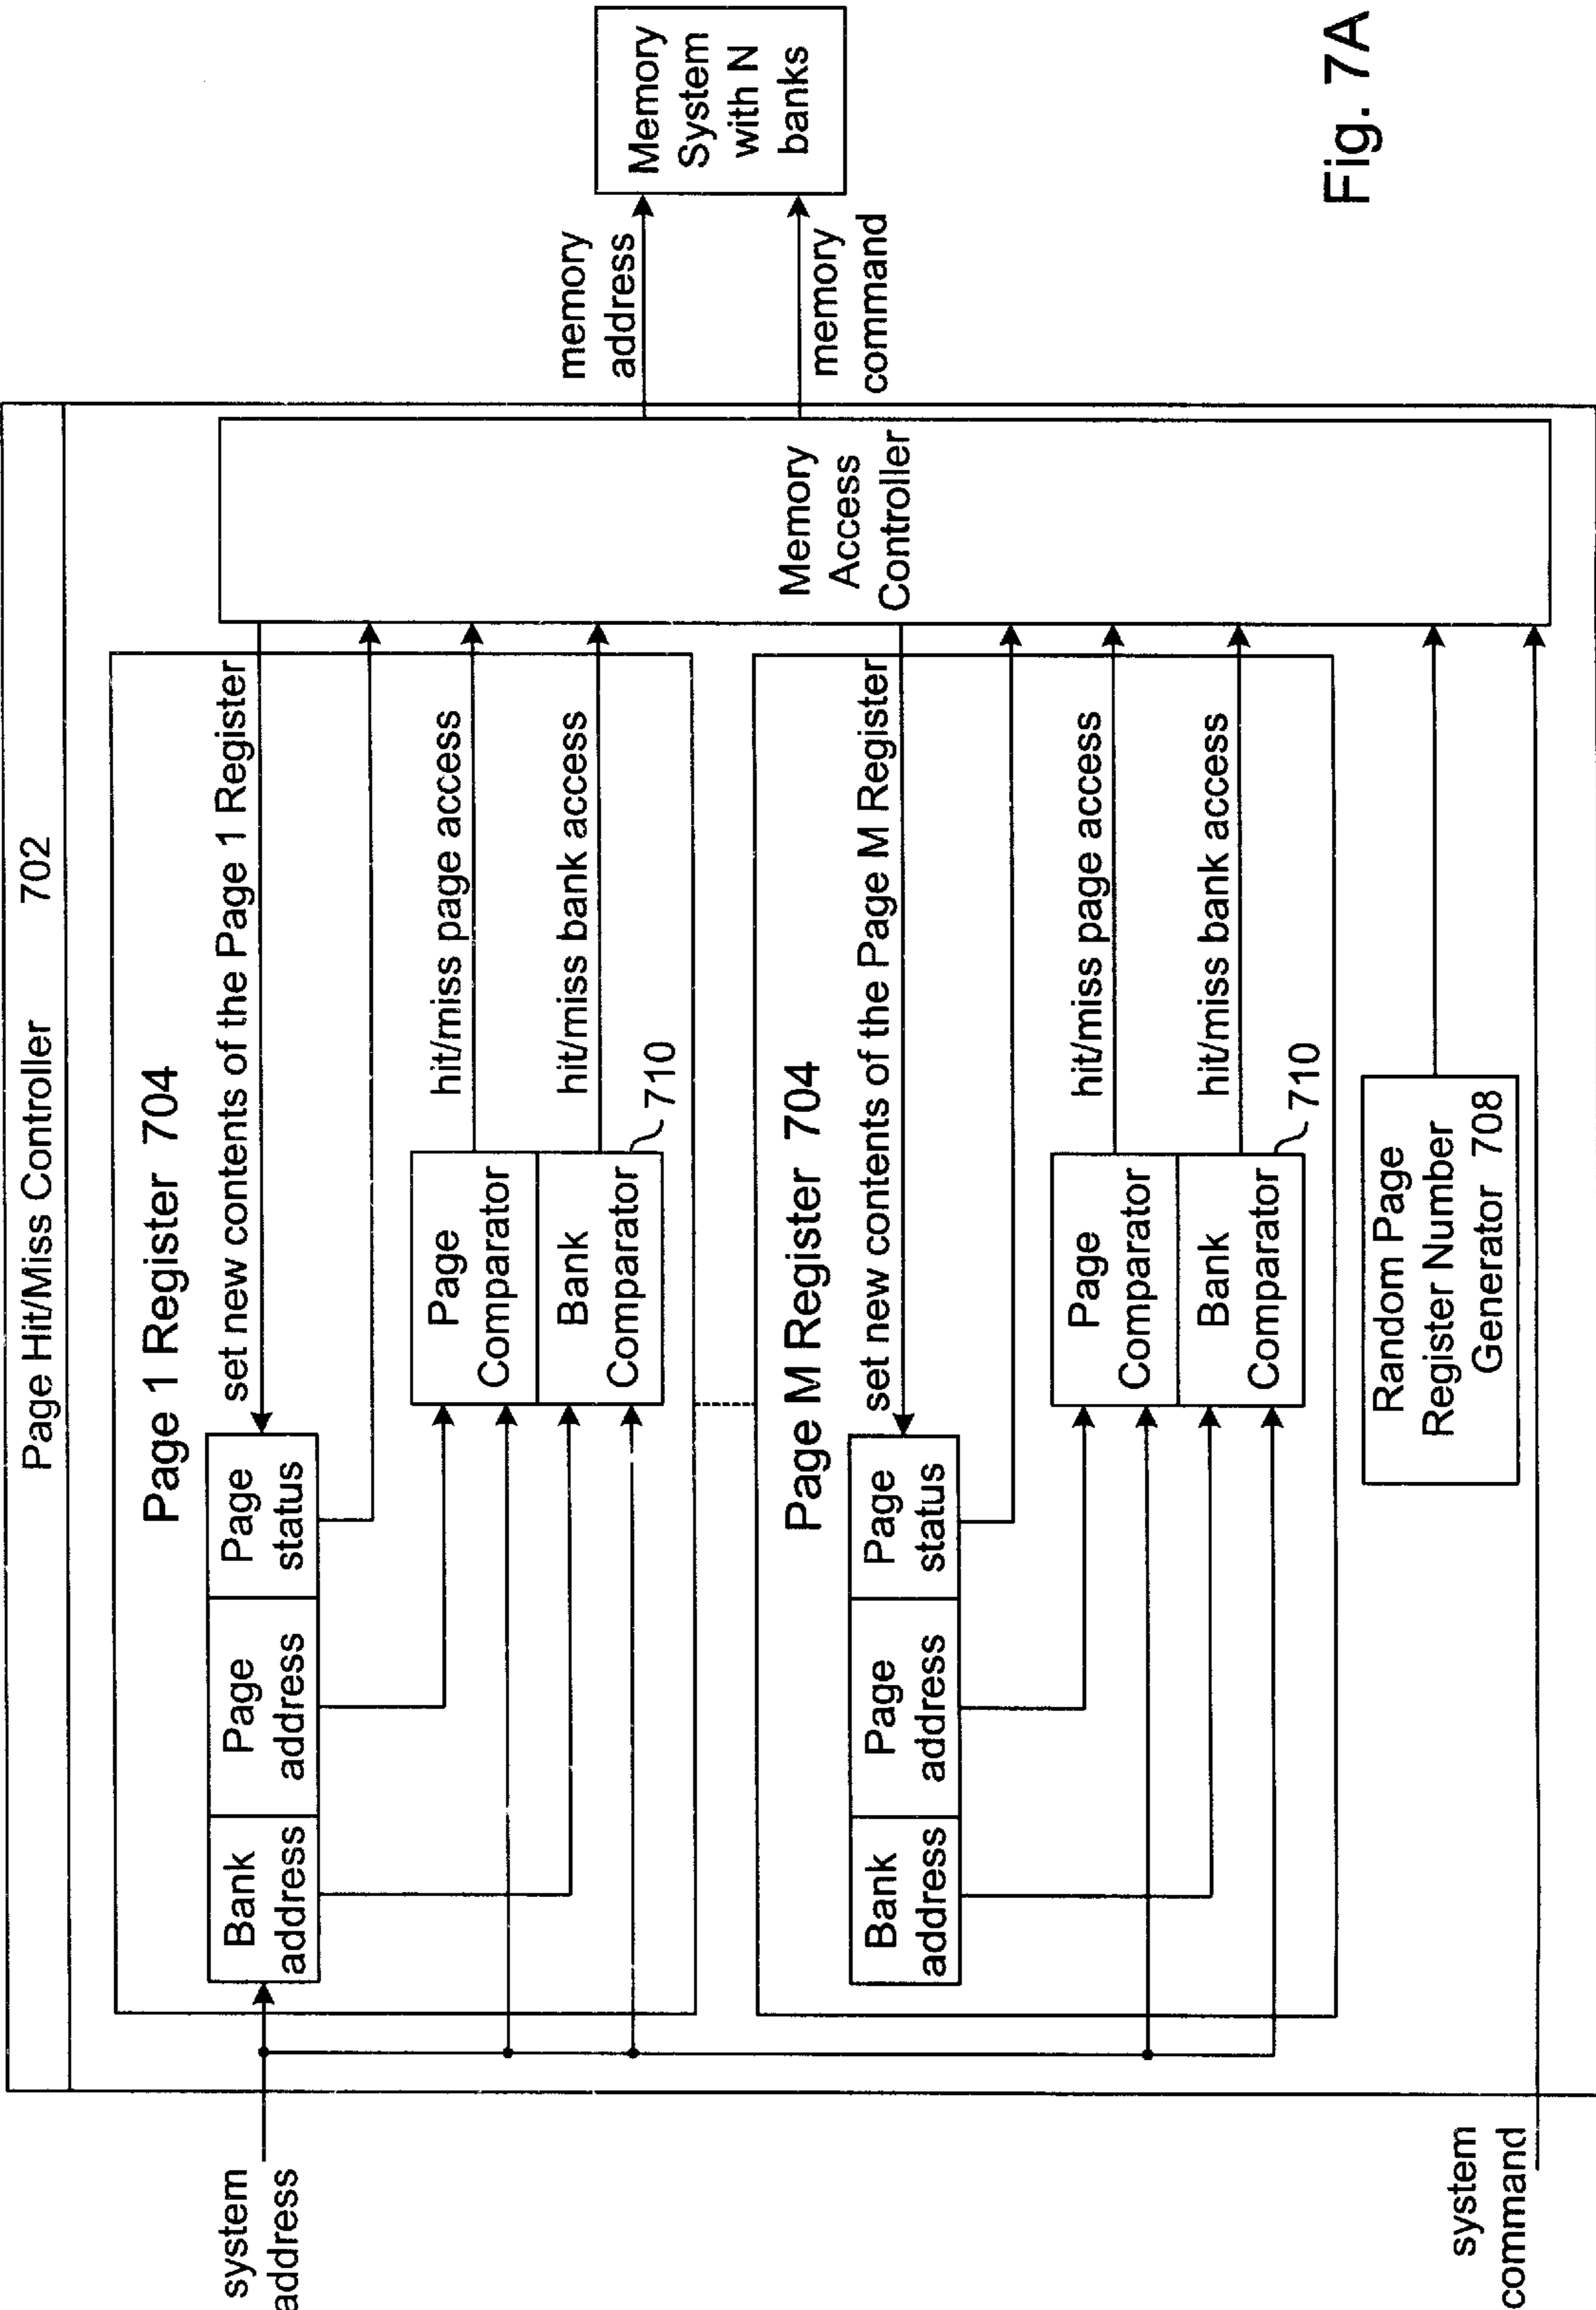 Page Hit/Miss Controller 702
Page 1 Register 704
system
address
Bank
address
Page
address
Page
status
set new contents of the Page 1 Register
Page
Comparator
Bank
Comparator
710
hit/miss page access
hit/miss bank access
Page M Register 704
Bank
address
Page
address
Page
status
set new contents of the Page M Register
Page
Comparator
Bank
Comparator
710
hit/miss page access
hit/miss bank access
Random Page
Register Number
Generator 708
system
command
Memory
Access
Controller
memory
address
memory
command
Memory
System
with N
banks
Fig. 7A